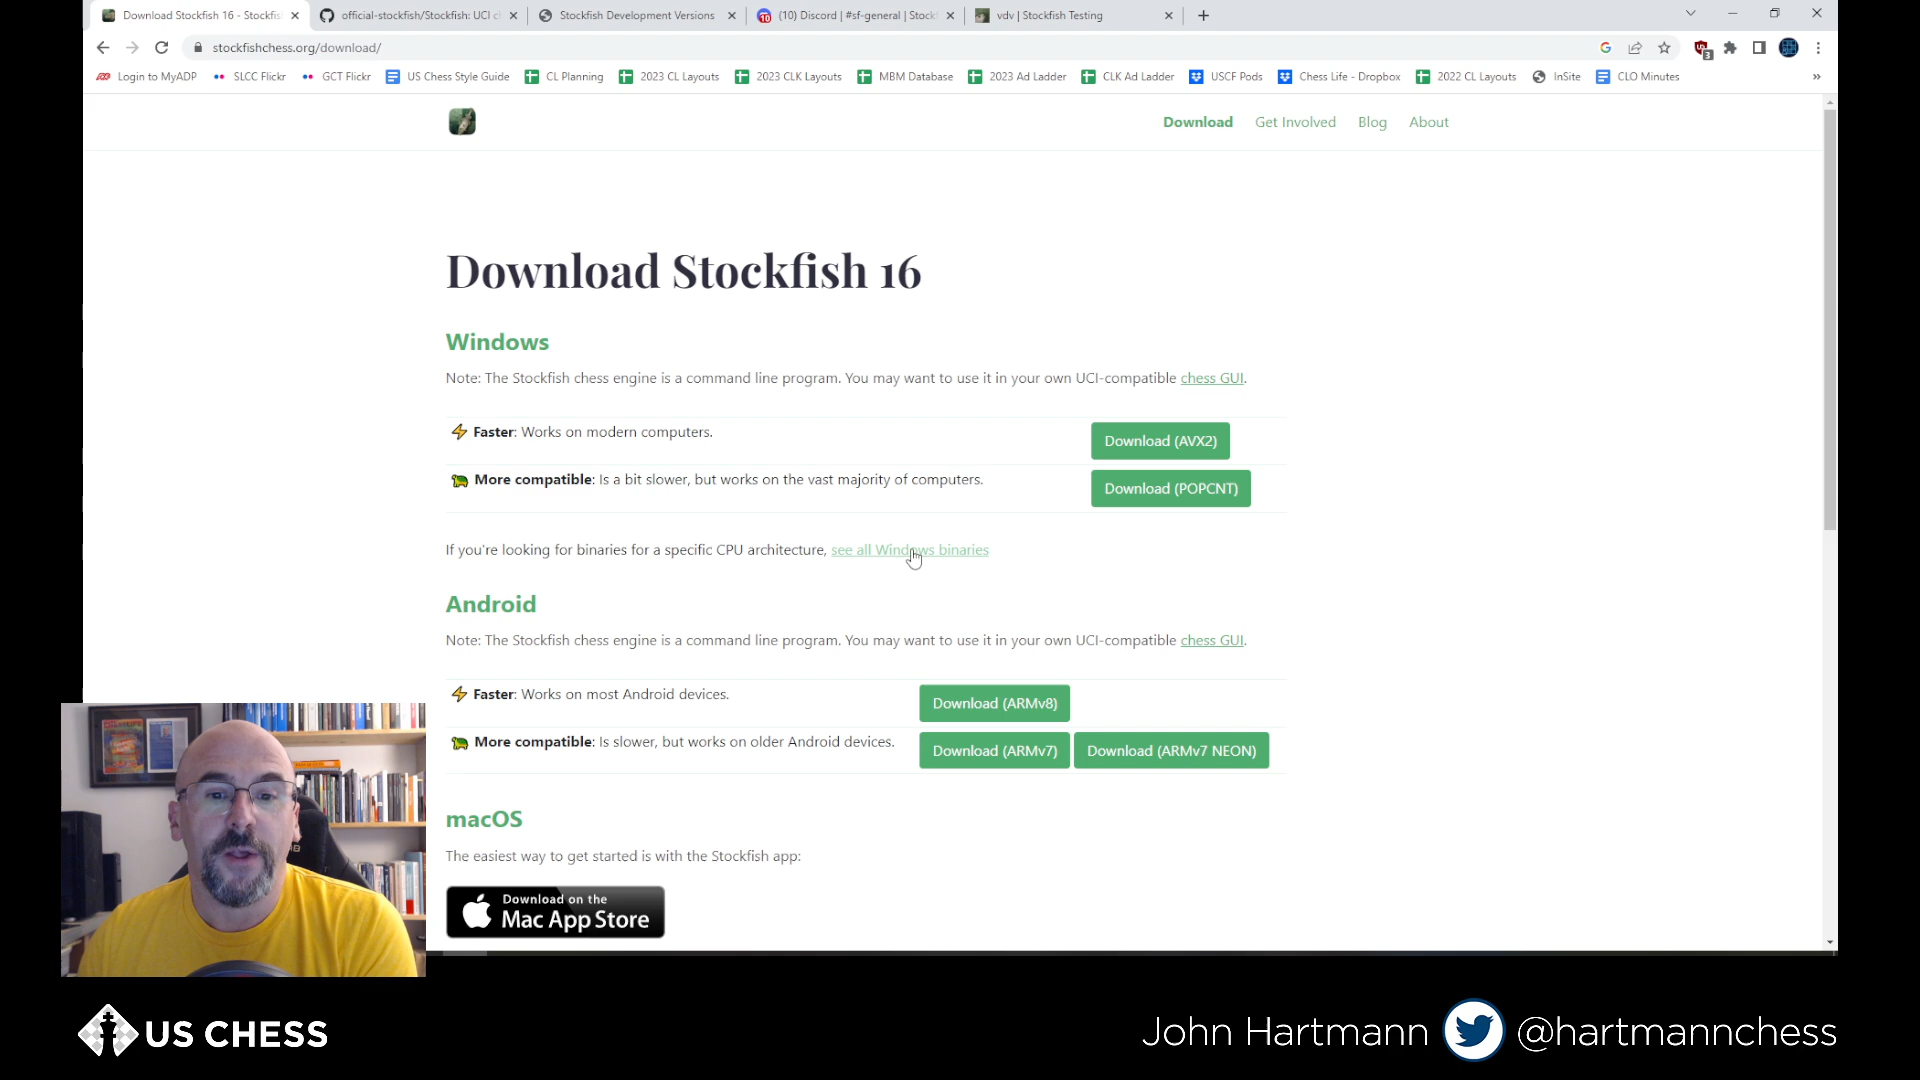 Download Stockfish 16 - Stockfis
official-stockfish/Stockfish: UCI c
Stockfish Development Versions
(10) Discord | #sf-general | Stock
vdv | Stockfish Testing
stockfishchess.org/download/
Login to MyADP
SLCC Flickr
GCT Flickr
US Chess Style Guide
CL Planning
2023 CL Layouts
2023 CLK Layouts
MBM Database
2023 Ad Ladder
CLK Ad Ladder
USCF Pods
Chess Life - Dropbox
2022 CL Layouts
InSite
CLO Minutes
Download Get Involved Blog About
Download Stockfish 16
Windows
Note: The Stockfish chess engine is a command line program. You may want to use it in your own UCI-compatible chess GUI.
Faster: Works on modern computers.
Download (AVX2)
More compatible: Is a bit slower, but works on the vast majority of computers.
Download (POPCNT)
If you're looking for binaries for a specific CPU architecture, see all Windows binaries
Android
Note: The Stockfish chess engine is a command line program. You may want to use it in your own UCI-compatible chess GUI.
Faster: Works on most Android devices.
Download (ARMv8)
More compatible: Is slower, but works on older Android devices.
Download (ARMv7) Download (ARMv7 NEON)
macOS
The easiest way to get started is with the Stockfish app:
Download on the
Mac App Store
US CHESS
John Hartmann @hartmannchess